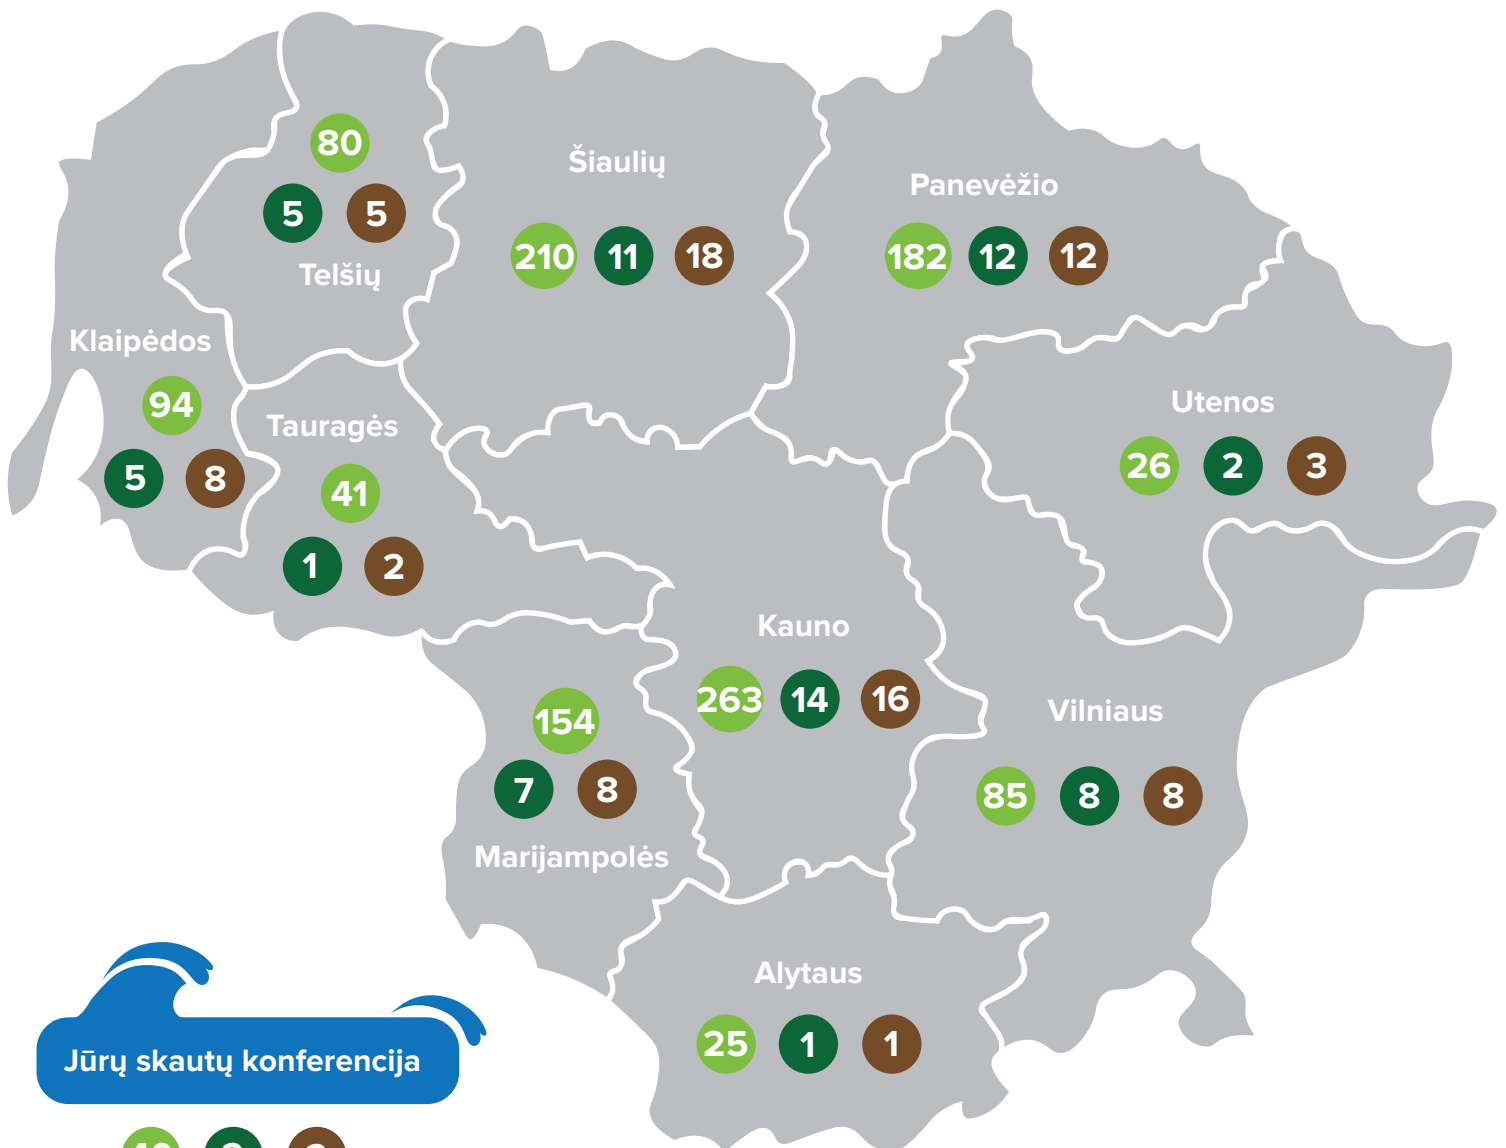 80
5 5
Telšių
Šiaulių
210 11 18
Panevėžio
182 12 12
Klaipėdos
94
5 8
Tauragės
41
1 2
Utenos
26 2 3
Kauno
263 14 16
154
7 8
Marijampolės
Vilniaus
85 8 8
Alytaus
25 1 1
Jūrų skautų konferencija